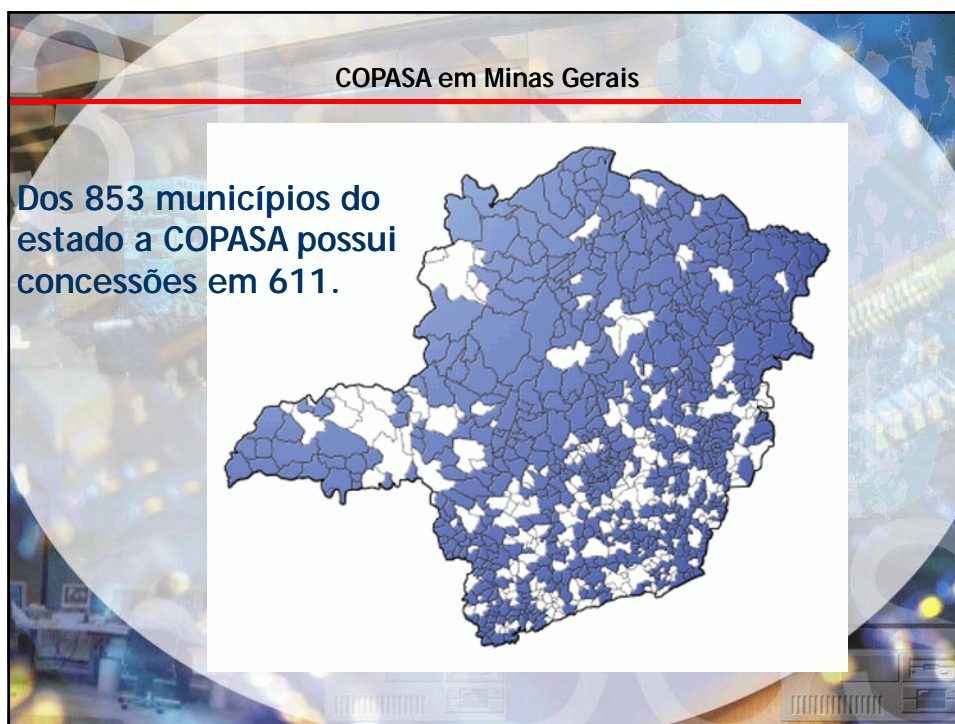 COPASA em Minas Gerais
Dos 853 municípios do
estado a COPASA possui
concessões em 611.